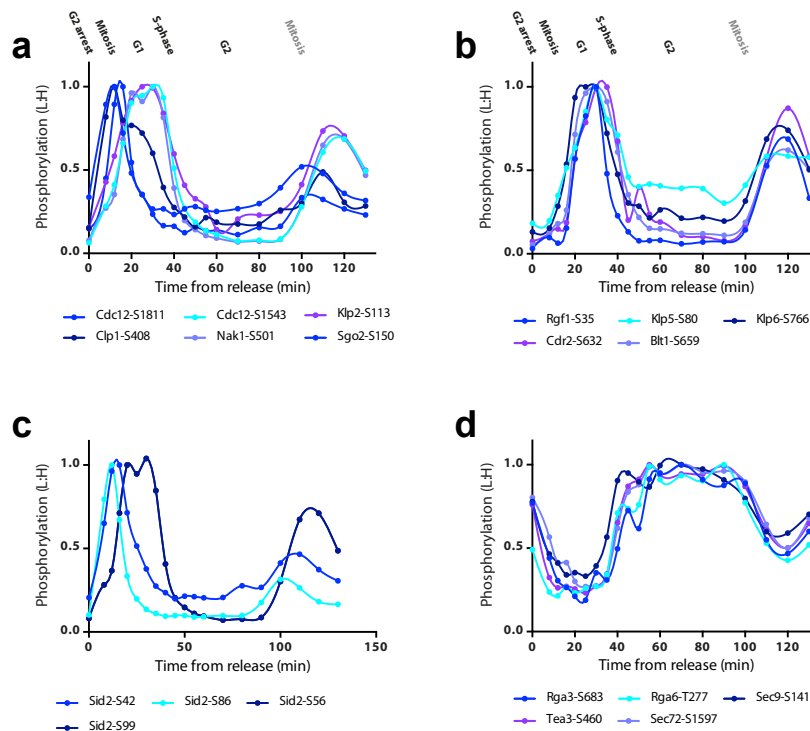 a
G2 arrest
Mitosis
G1
S-phase
G2
Mitosis
Phosphorylation (L:H)
1.0
0.5
0.0
0 20 40 60 80 100 120
Time from release (min)
Cdc12-S1811 Cdc12-S1543 Klp2-S113
Clp1-S408 Nak1-S501 Sgo2-S150
b
G2 arrest
Mitosis
G1
S-phase
G2
Mitosis
Phosphorylation (L:H)
1.0
0.5
0.0
0 20 40 60 80 100 120
Time from release (min)
Rgf1-S35 Klp5-S80 Klp6-S766
Cdr2-S632 Blt1-S659
c
Phosphorylation (L:H)
1.0
0.5
0.0
0 50 100 150
Time from release (min)
Sid2-S42 Sid2-S86 Sid2-S56
Sid2-S99
d
Phosphorylation (L:H)
1.0
0.5
0.0
0 20 40 60 80 100 120
Time from release (min)
Rga3-S683 Rga6-T277 Sec9-S141
Tea3-S460 Sec72-S1597